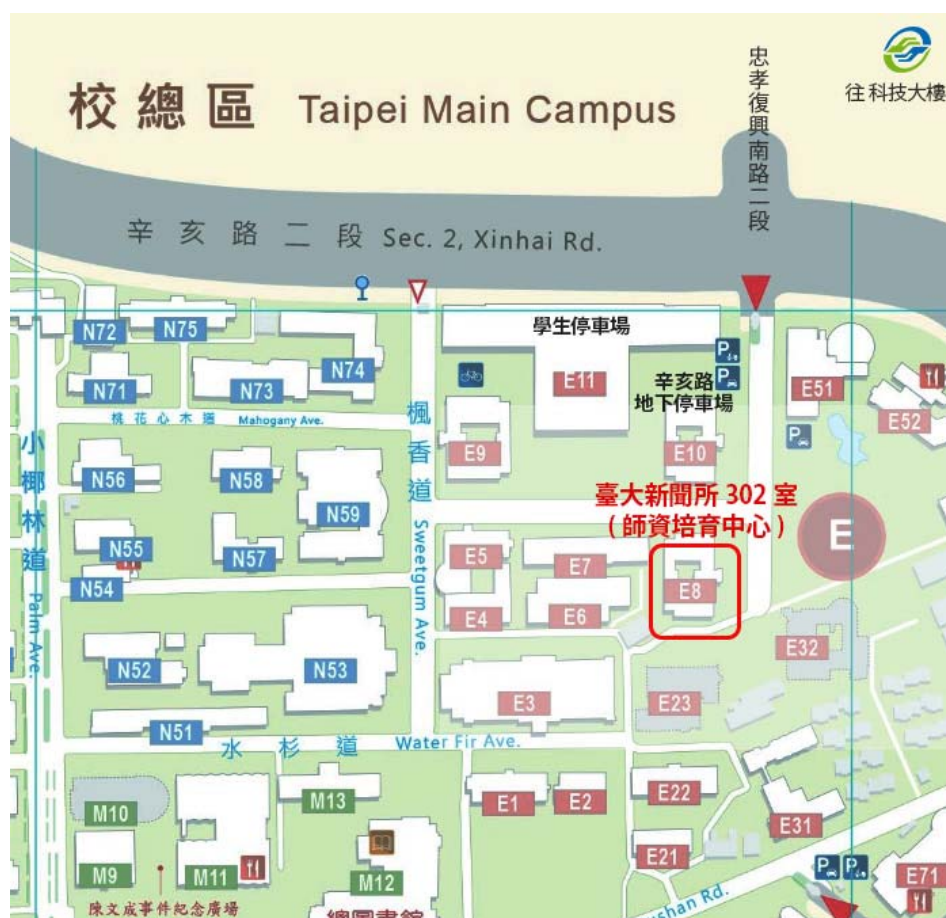 校總區 Taipei Main Campus
忠孝復興南路二段
往 科技大樓
辛亥路二段 Sec. 2, Xinhai Rd.
學生停車場
N72
N75
N74
N71
N73
E11
P
辛亥路
地下停車場
P
E51
E52
P
桃花心木道 Mahogany Ave.
楓香道 Sweetgum Ave.
小椰林道 Palm Ave.
E9
E10
N56
N58
N59
臺大新聞所 302 室
( 師資培育中心 )
E
N55
N57
N54
E5
E7
E8
E4
E6
E32
N52
N53
E3
E23
N51
水杉道 Water Fir Ave.
M10
M13
E1
E2
E22
E31
M9
M11
M12
E21
P
P
E71
陳文成事件紀念廣場
總圖書館
ushan Rd.